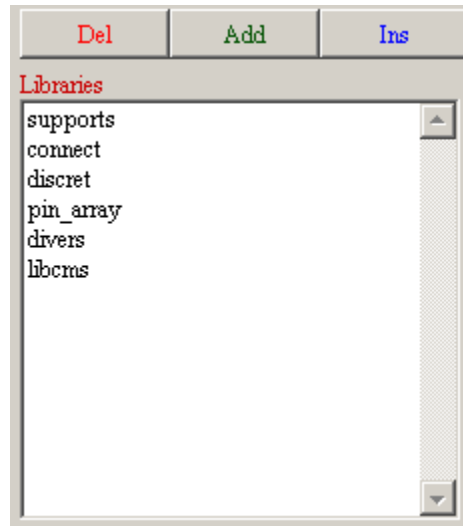 Del Add Ins
Libraries
supports
connect
discret
pin_array
divers
libcms